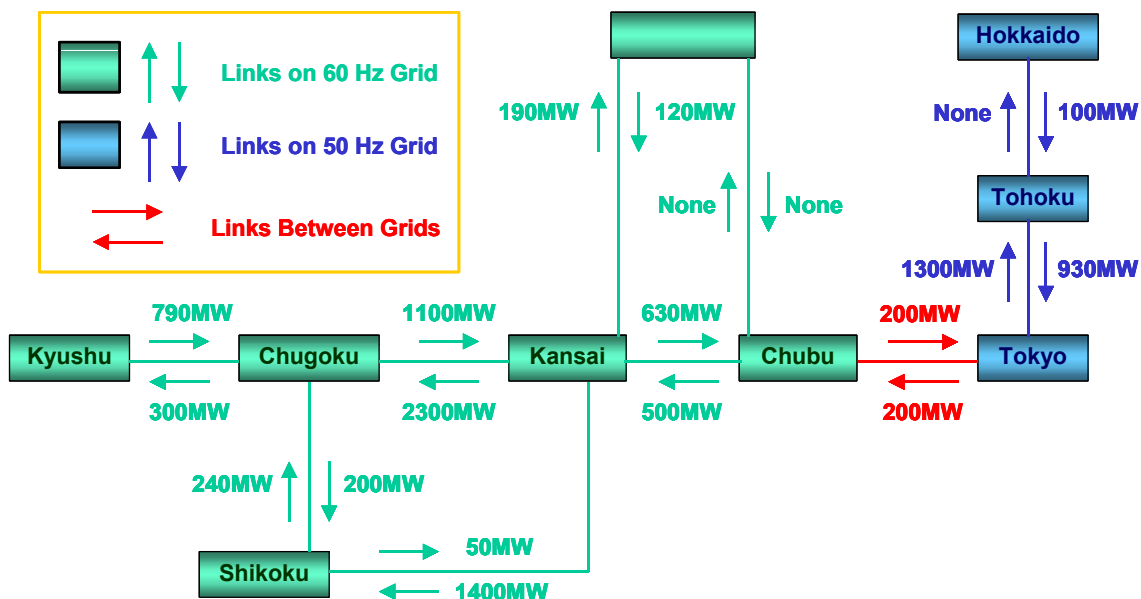 Links on 60 Hz Grid
Links on 50 Hz Grid
Links Between Grids
Hokkaido
190MW
120MW
None
100MW
None
None
Tohoku
1300MW
930MW
790MW
1100MW
630MW
200MW
Kyushu
Chugoku
Kansai
Chubu
Tokyo
300MW
2300MW
500MW
200MW
240MW
200MW
50MW
Shikoku
1400MW